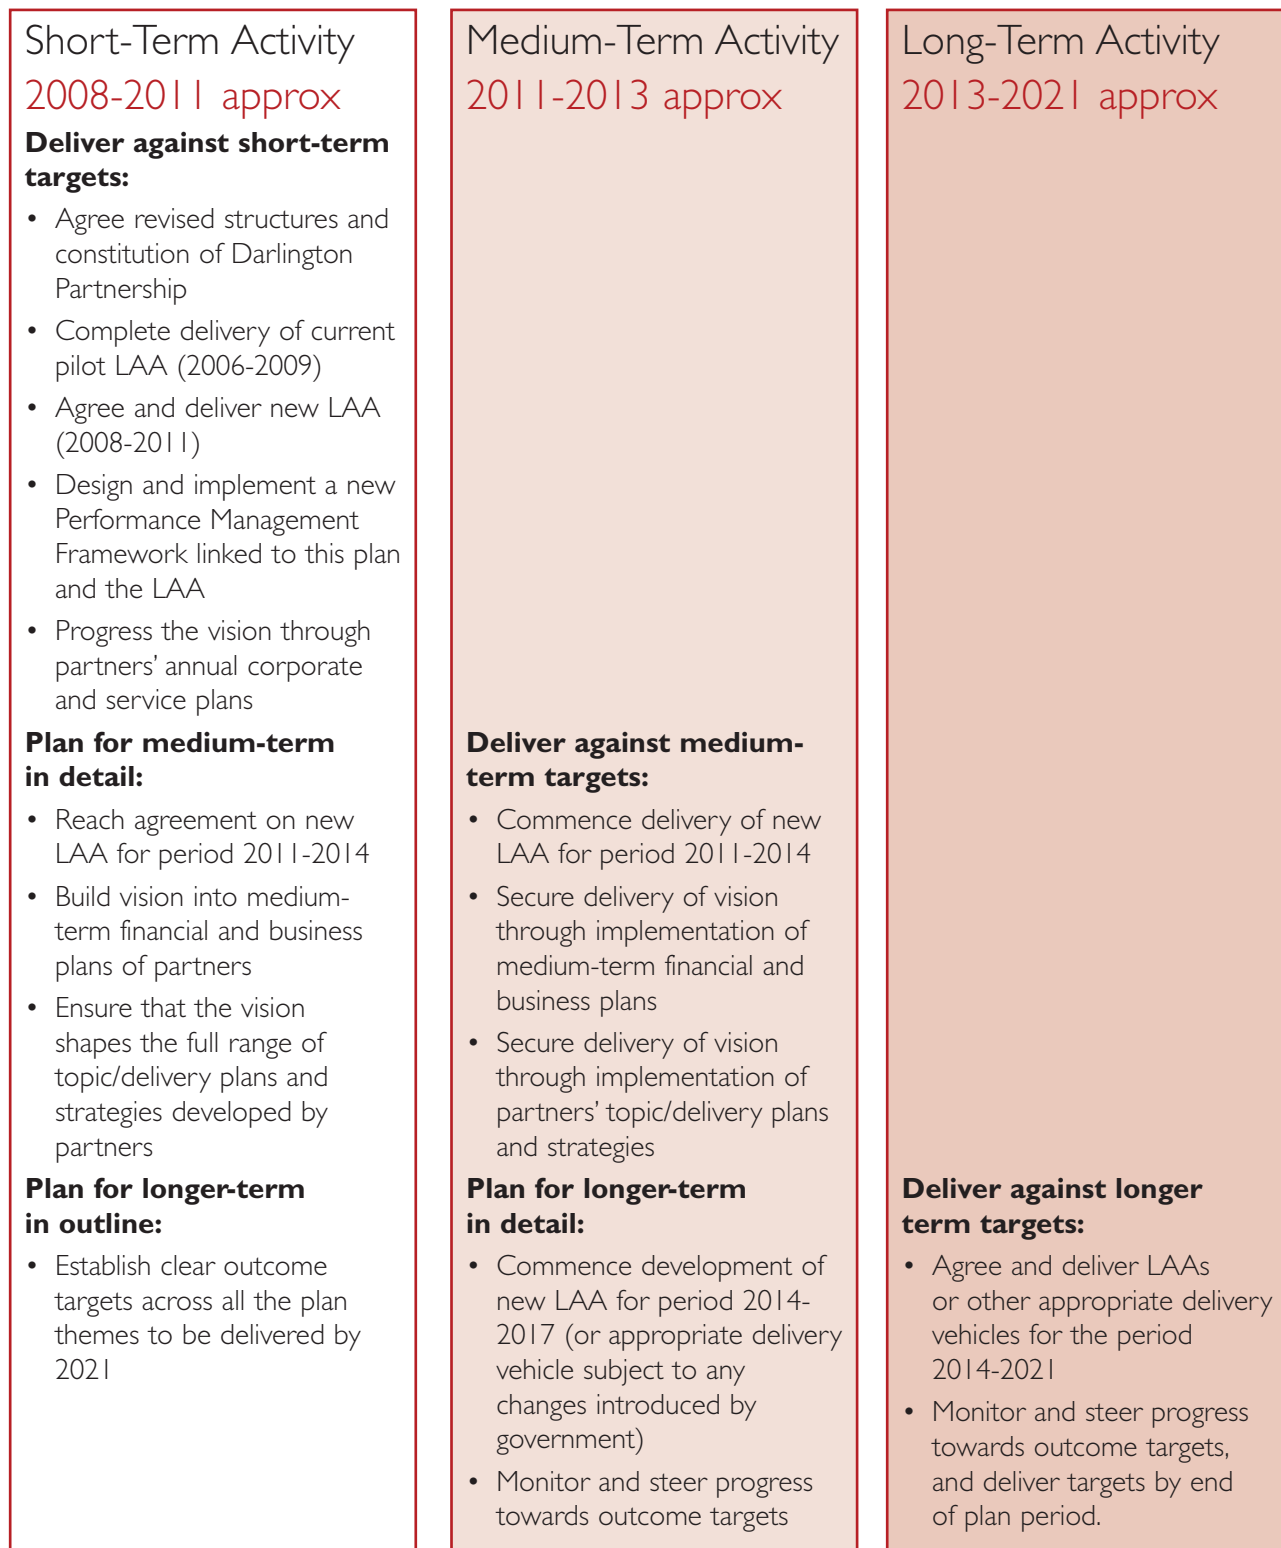 Short-Term Activity
2008-2011 approx
Deliver against short-term
targets:
• Agree revised structures and
constitution of Darlington
Partnership
• Complete delivery of current
pilot LAA (2006-2009)
• Agree and deliver new LAA
(2008-2011)
• Design and implement a new
Performance Management
Framework linked to this plan
and the LAA
• Progress the vision through
partners’ annual corporate
and service plans
Plan for medium-term
in detail:
• Reach agreement on new
LAA for period 2011-2014
• Build vision into medium-
term financial and business
plans of partners
• Ensure that the vision
shapes the full range of
topic/delivery plans and
strategies developed by
partners
Plan for longer-term
in outline:
• Establish clear outcome
targets across all the plan
themes to be delivered by
2021
Medium-Term Activity
2011-2013 approx
Deliver against medium-
term targets:
• Commence delivery of new
LAA for period 2011-2014
• Secure delivery of vision
through implementation of
medium-term financial and
business plans
• Secure delivery of vision
through implementation of
partners’ topic/delivery plans
and strategies
Plan for longer-term
in detail:
• Commence development of
new LAA for period 2014-
2017 (or appropriate delivery
vehicle subject to any
changes introduced by
government)
• Monitor and steer progress
towards outcome targets
Long-Term Activity
2013-2021 approx
Deliver against longer
term targets:
• Agree and deliver LAAs
or other appropriate delivery
vehicles for the period
2014-2021
• Monitor and steer progress
towards outcome targets,
and deliver targets by end
of plan period.